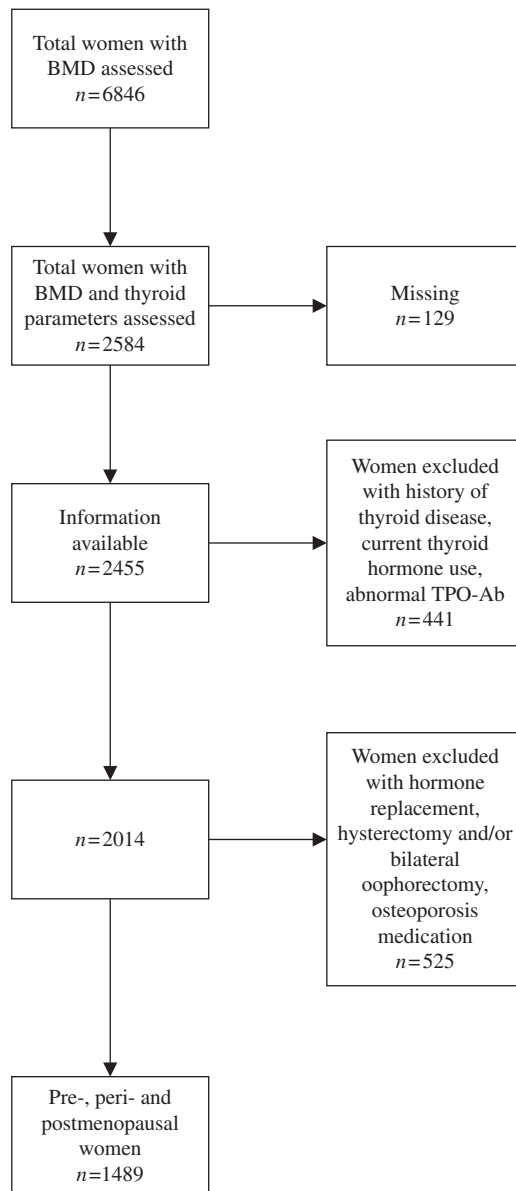 Total women with
BMD assessed
n=6846
Total women with
BMD and thyroid
parameters assessed
n=2584
Missing
n=129
Information
available
n=2455
Women excluded
with history of
thyroid disease,
current thyroid
hormone use,
abnormal TPO-Ab
n=441
n=2014
Women excluded
with hormone
replacement,
hysterectomy and/or
bilateral
oophorectomy,
osteoporosis
medication
n=525
Pre-, peri- and
postmenopausal
women
n=1489